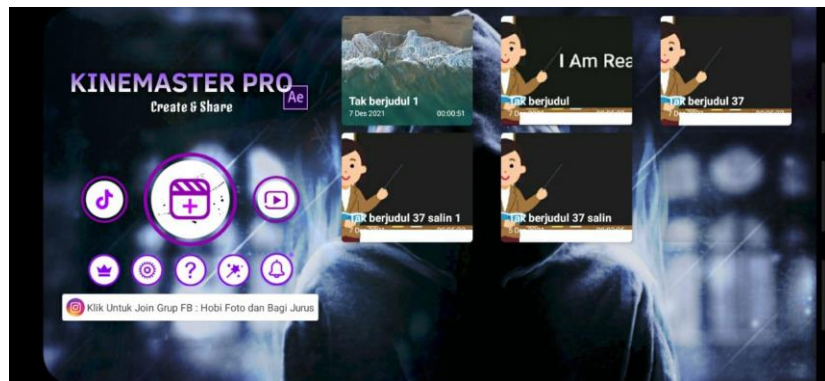 KINEMASTER PRO
Create & Share
Ae
Klik Untuk Join Grup FB : Hobi Foto dan Bagi Jurus
Tak berjudul 1
7 Des 2021 00:00:51
I Am Rea
Tak berjudul
Tak berjudul 37
Tak berjudul 37 salin 1
Tak berjudul 37 salin